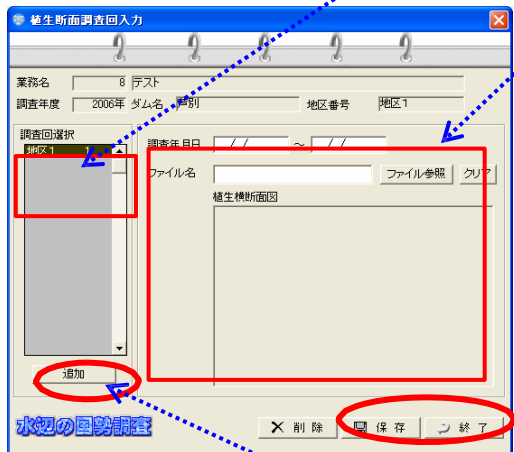 植生断面調査回入力
業務名 8 テスト
調査年度 2006年 ダム名 芦別 地区番号 地区1
調査回選択
地区1 1
調査年月日 / / ～ / /
ファイル名 ファイル参照 クリア
植生横断面図
追加
水辺の国勢調査
削除 保存 終了